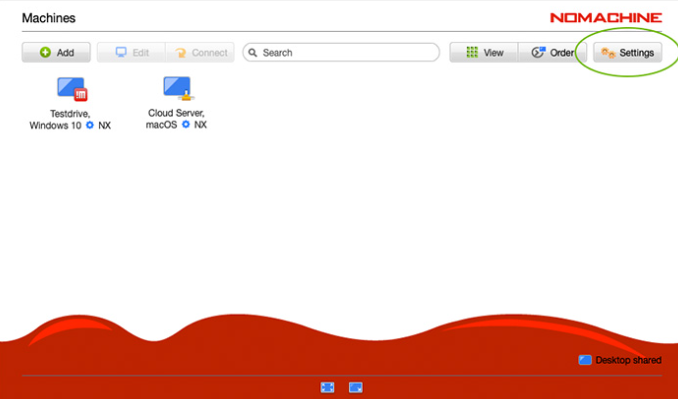 Machines
NOMACHINE
Add
Edit
Connect
Search
View
Order
Settings
Testdrive,
Windows 10 NX
Cloud Server,
macOS NX
Desktop shared